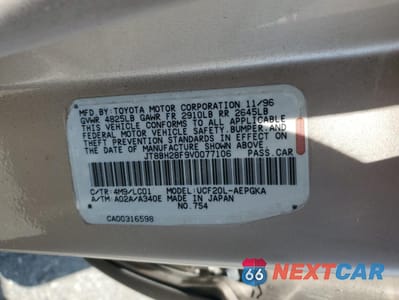 MFD. BY: TOYOTA MOTOR CORPORATION 11/96
GVWR 4825LB GAWR FR 2910LB RR 2645LB
THIS VEHICLE CONFORMS TO ALL APPLICABLE
FEDERAL MOTOR VEHICLE SAFETY, BUMPER, AND
THEFT PREVENTION STANDARDS IN EFFECT ON
THE DATE OF MANUFACTURE SHOWN ABOVE.
JT8BH28F9V0077106 PASS.CAR
C/TR: 4M9/LC01 MODEL: UCF20L-AEPGKA
A/TM: A02A/A340E MADE IN JAPAN
NO.754
CA00316598
66 NEXTCAR